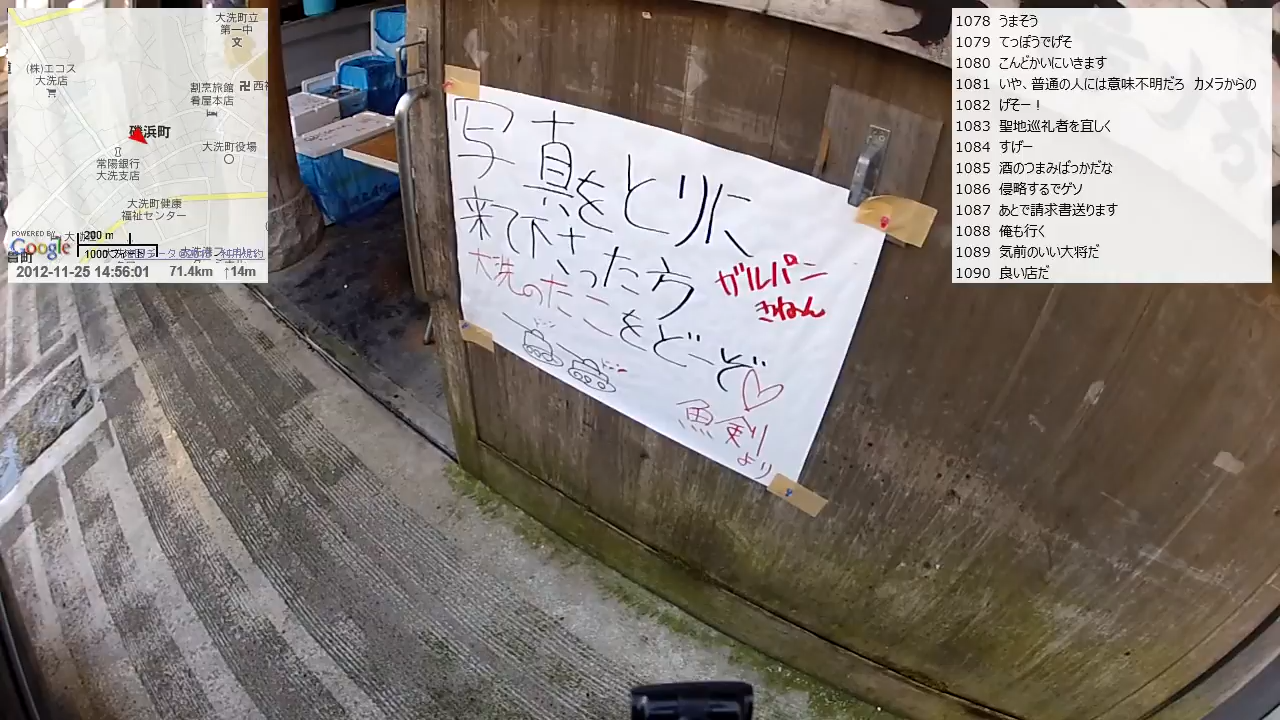 大洗町立
第一中
文
(株)エコス
大洗店
割烹旅館
肴屋本店
磯浜町
大洗町役場
常陽銀行
大洗支店
大洗町健康
福祉センター
POWERED BY
Google
200 m
利用規約
2012-11-25 14:56:01 71.4km ↑14m
写真をとりに
来て下さった方
大洗のたこをどーぞ
ガルパン
きねん
魚剣
より
1078 うまそう
1079 てっぽうでげそ
1080 こんどかいにいきます
1081 いや、普通の人には意味不明だろ カメラからの
1082 げそー!
1083 聖地巡礼者を宜しく
1084 すげー
1085 酒のつまみばっかだな
1086 侵略するでゲソ
1087 あとで請求書送ります
1088 俺も行く
1089 気前のいい大将だ
1090 良い店だ